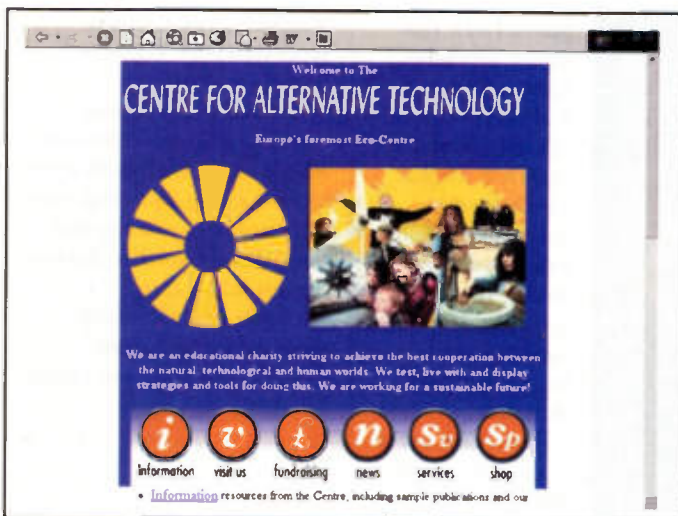 Welcome to The
CENTRE FOR ALTERNATIVE TECHNOLOGY
Europe's foremost Eco-Centre
We are an educational charity striving to achieve the best cooperation between
the natural, technological and human worlds. We test, live with and display
strategies and tools for doing this. We are working for a sustainable future!
i v £ n Sv Sp
information visit us fundraising news services shop
• Information resources from the Centre, including sample publications and our